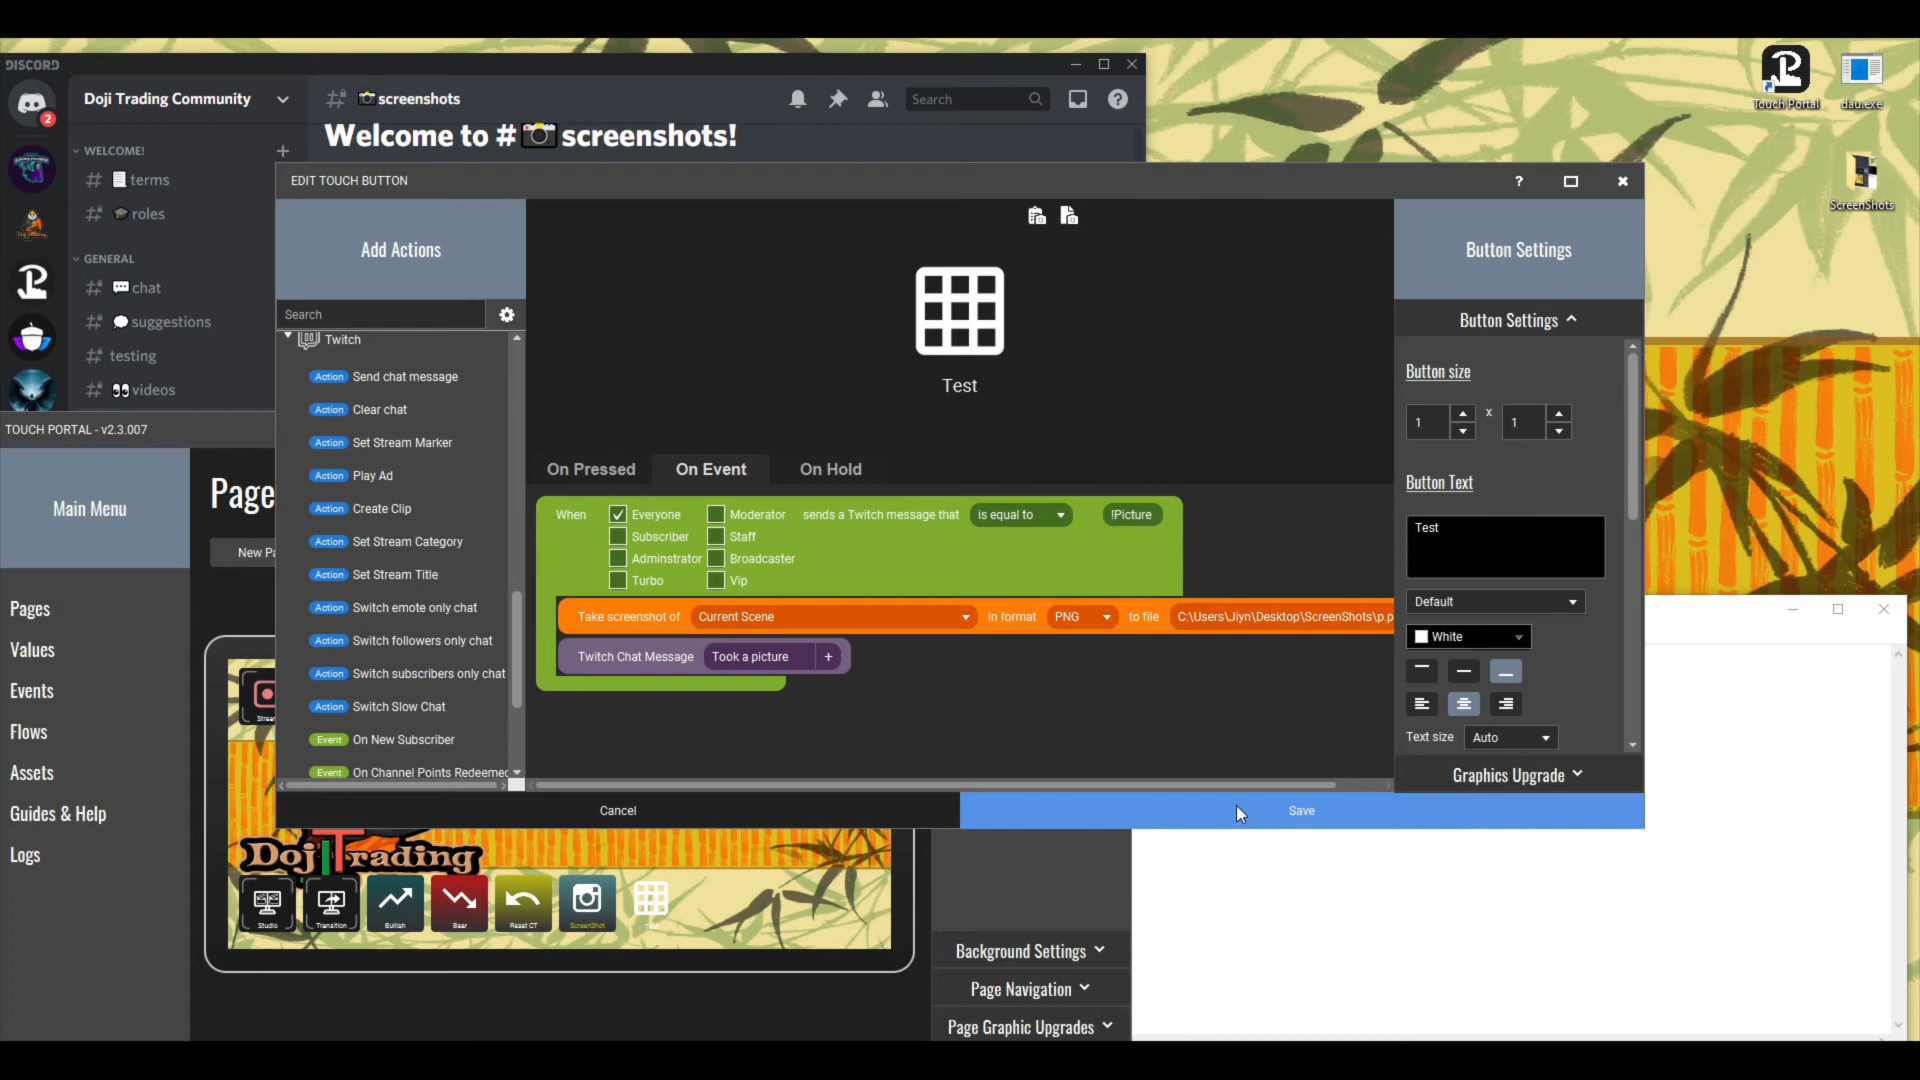 DISCORD
Doji Trading Community
screenshots
Search
Welcome to # screenshots!
2
WELCOME!
terms
roles
GENERAL
chat
suggestions
testing
videos
Touch Portal
dau.exe
ScreenShots
EDIT TOUCH BUTTON
?
Add Actions
Search
Twitch
Action Send chat message
Action Clear chat
Action Set Stream Marker
Action Play Ad
Action Create Clip
Action Set Stream Category
Action Set Stream Title
Action Switch emote only chat
Action Switch followers only chat
Action Switch subscribers only chat
Action Switch Slow Chat
Event On New Subscriber
Event On Channel Points Redeemed
Test
On Pressed On Event On Hold
When Everyone Moderator sends a Twitch message that is equal to !Picture
Subscriber Staff
Adminstrator Broadcaster
Turbo Vip
Take screenshot of Current Scene in format PNG to file C:\Users\Jiyn\Desktop\ScreenShots\p.p
Twitch Chat Message Took a picture +
Button Settings
Button Settings
Button size
1 x 1
Button Text
Test
Default
White
Text size Auto
Graphics Upgrade
Cancel
Save
TOUCH PORTAL - v2.3.007
Main Menu
Page
New Pa
Pages
Values
Events
Flows
Assets
Guides & Help
Logs
Strea
Doji Trading
Studio
Transition
Bullish
Bear
Reset CT
ScreenShot
Background Settings
Page Navigation
Page Graphic Upgrades